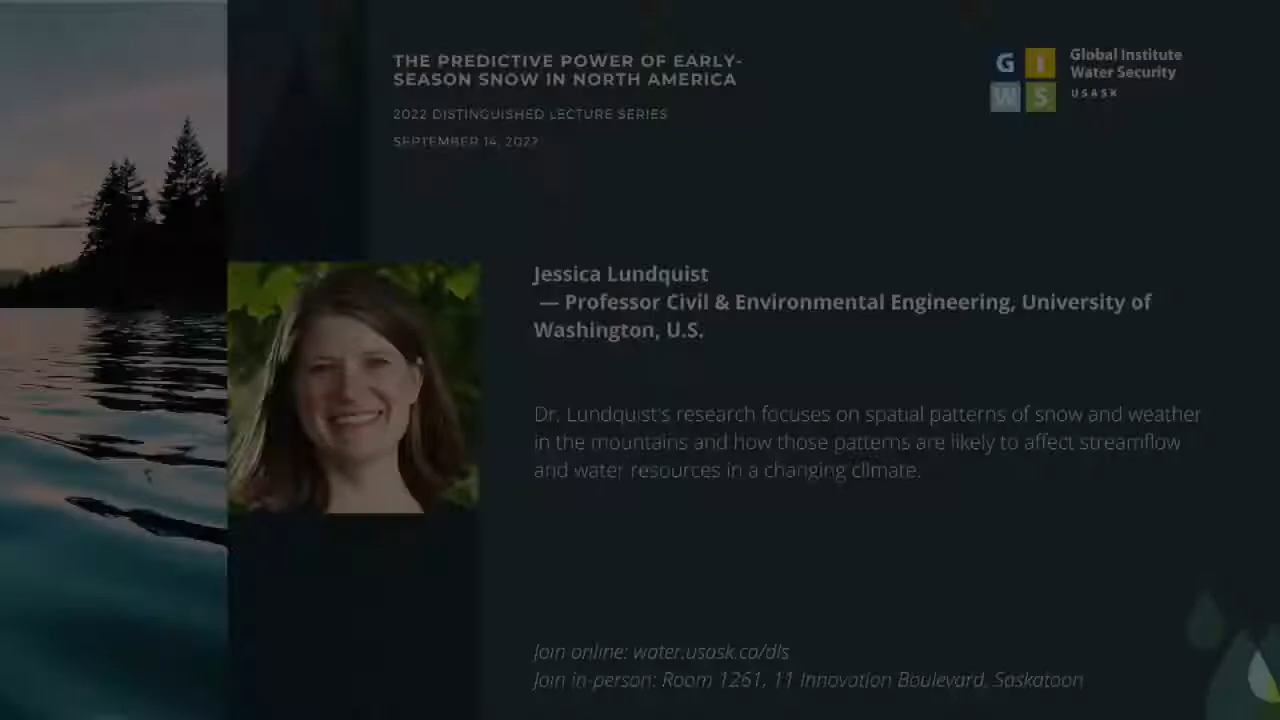 THE PREDICTIVE POWER OF EARLY-
SEASON SNOW IN NORTH AMERICA
2022 DISTINGUISHED LECTURE SERIES
SEPTEMBER 14, 2022
G I
W S
Global Institute
Water Security
USASK
Jessica Lundquist
— Professor Civil & Environmental Engineering, University of
Washington, U.S.
Dr. Lundquist's research focuses on spatial patterns of snow and weather
in the mountains and how those patterns are likely to affect streamflow
and water resources in a changing climate.
Join online: water.usask.ca/dls
Join in-person: Room 1261, 11 Innovation Boulevard, Saskatoon